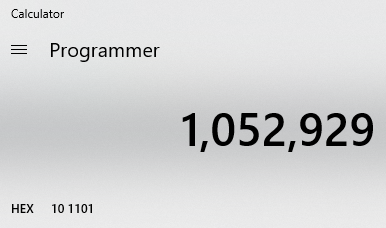 Calculator
Programmer
1,052,929
HEX 10 1101